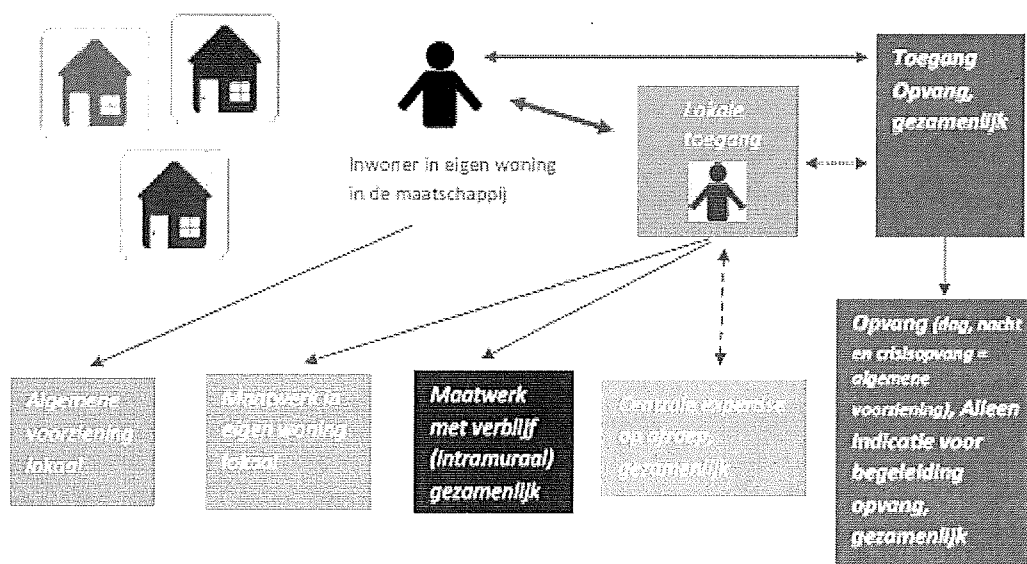 Toegang
Opvang,
gezamenlijk
Lokale
toegang
Inwoner in eigen woning
in de maatschappij
Algemene
voorziening
lokaal
Maatwerk in
eigen woning
lokaal
Maatwerk
met verblijf
(intramuraal)
gezamenlijk
Centrale expertise
op afroep,
gezamenlijk
Opvang (dag, nacht
en crisisopvang =
algemene
voorziening), Alleen
indicatie voor
begeleiding
opvang,
gezamenlijk